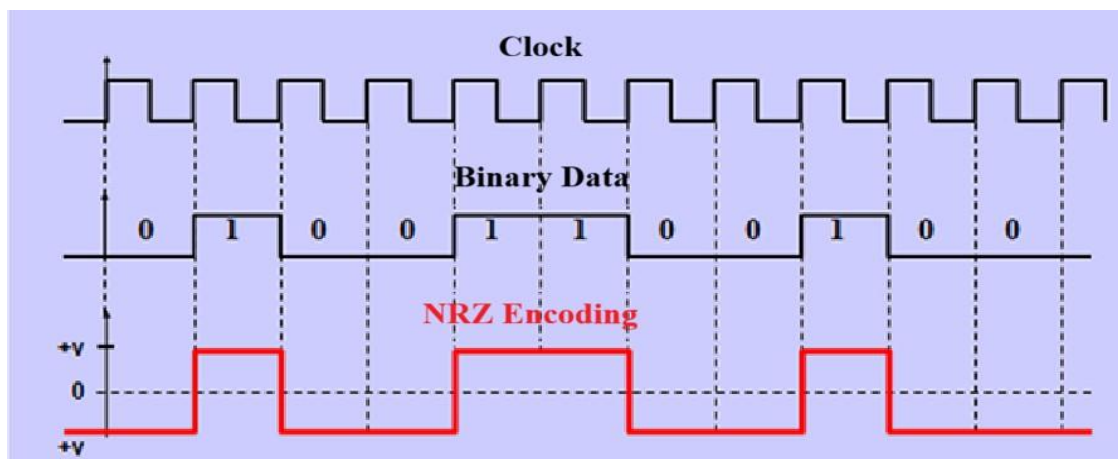 Clock
Binary Data
0 1 0 0 1 1 0 0 1 0 0
NRZ Encoding
+V
0
+V